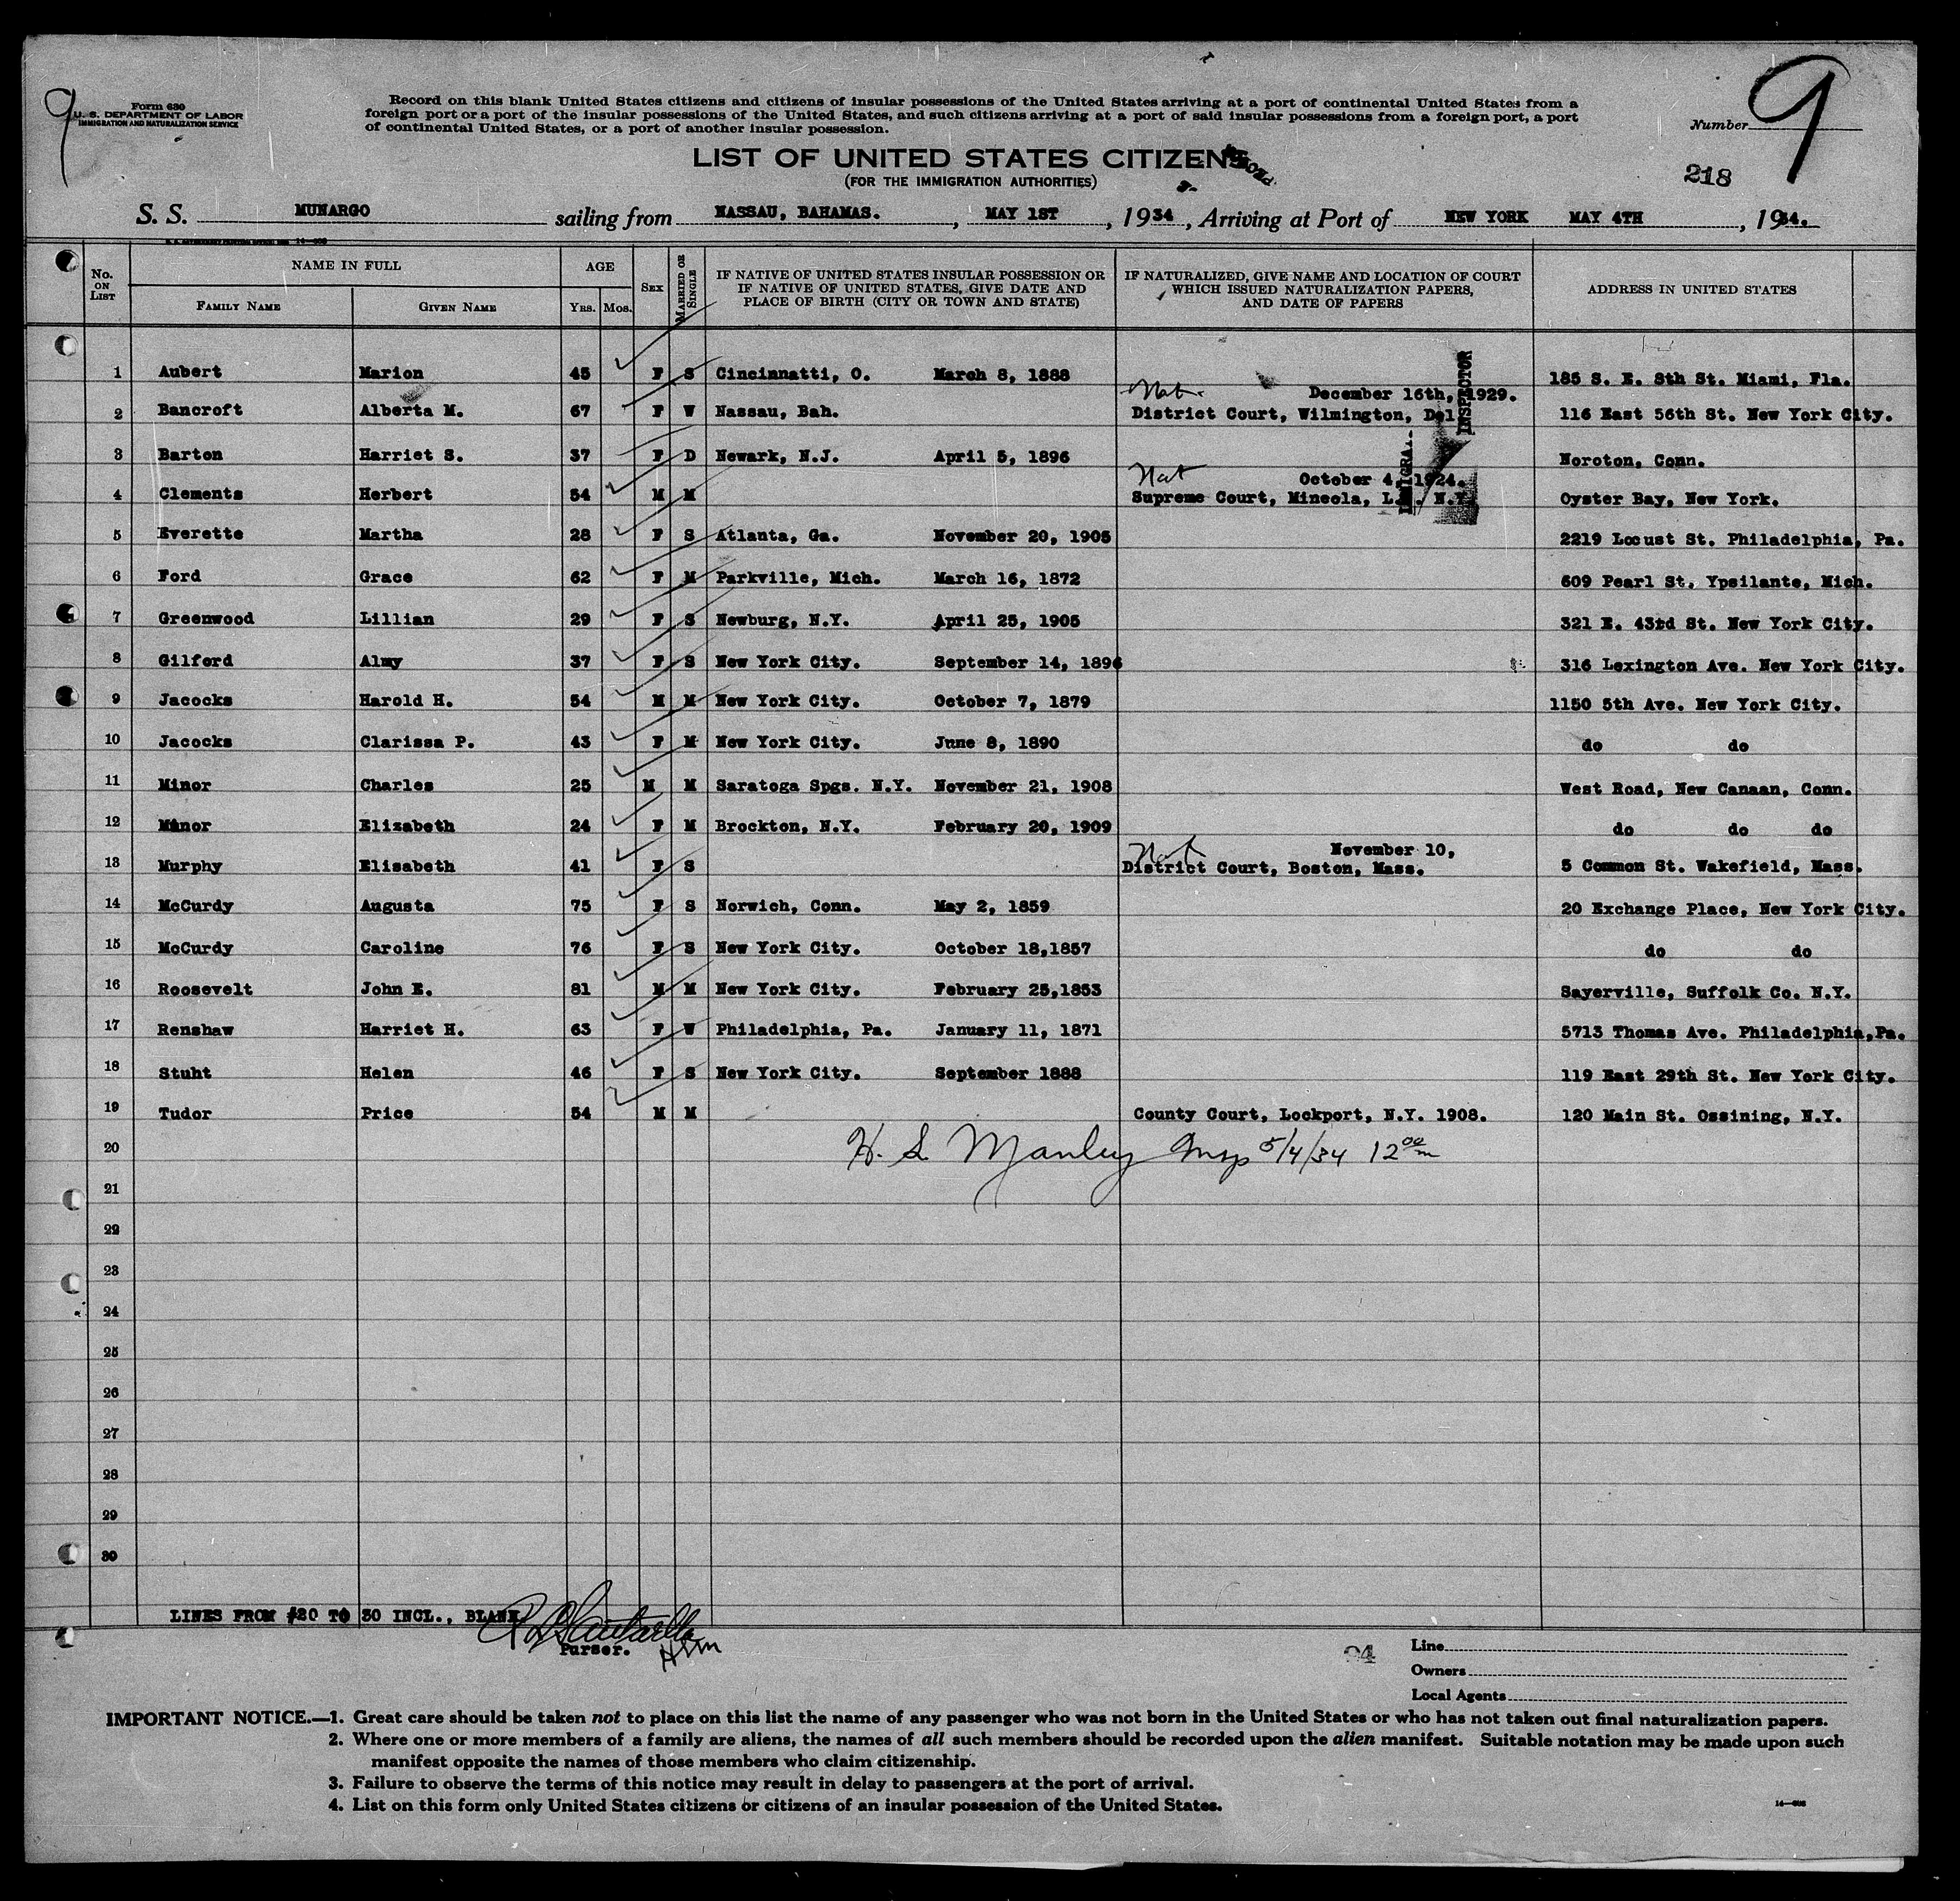 9
Form 630
U. S. DEPARTMENT OF LABOR
IMMIGRATION AND NATURALIZATION SERVICE
Record on this blank United States citizens and citizens of insular possessions of the United States arriving at a port of continental United States from a
foreign port or a port of the insular possessions of the United States, and such citizens arriving at a port of said insular possessions from a foreign port, a port
of continental United States, or a port of another insular possession.
Number 9
LIST OF UNITED STATES CITIZENS
(FOR THE IMMIGRATION AUTHORITIES)
218
S. S. MUNARGO sailing from NASSAU, BAHAMAS. , MAY 1ST , 1934 , Arriving at Port of NEW YORK MAY 4TH , 1934.
No. ON LIST
NAME IN FULL
FAMILY NAME GIVEN NAME
AGE
YRS. MOS.
SEX
MARRIED OR SINGLE
IF NATIVE OF UNITED STATES INSULAR POSSESSION OR
IF NATIVE OF UNITED STATES, GIVE DATE AND
PLACE OF BIRTH (CITY OR TOWN AND STATE)
IF NATURALIZED, GIVE NAME AND LOCATION OF COURT
WHICH ISSUED NATURALIZATION PAPERS,
AND DATE OF PAPERS
ADDRESS IN UNITED STATES
1 Aubert Marion 45 F S Cincinnatti, O. March 8, 1888 185 S. E. 8th St. Miami, Fla.
Nat. December 16th, 1929.
2 Bancroft Alberta M. 67 F W Nassau, Bah. District Court, Wilmington, Del 116 East 56th St. New York City.
3 Barton Harriet S. 37 F D Newark, N.J. April 5, 1896 Noroton, Conn.
Nat October 4, 1924.
4 Clements Herbert 54 M M Supreme Court, Mineola, L.I. N.Y. Oyster Bay, New York.
INSPECTOR
5 Everette Martha 28 F S Atlanta, Ga. November 20, 1905 2219 Locust St. Philadelphia, Pa.
6 Ford Grace 62 F M Parkville, Mich. March 16, 1872 609 Pearl St. Ypsilante, Mich.
7 Greenwood Lillian 29 F S Newburg, N.Y. April 25, 1905 321 E. 43rd St. New York City.
8 Gilford Almy 37 F S New York City. September 14, 1896 316 Lexington Ave. New York City.
9 Jacocks Harold H. 54 M M New York City. October 7, 1879 1150 5th Ave. New York City.
10 Jacocks Clarissa P. 43 F M New York City. June 8, 1890 do do
11 Minor Charles 25 M M Saratoga Spgs. N.Y. November 21, 1908 West Road, New Canaan, Conn.
12 Minor Elizabeth 24 F M Brockton, N.Y. February 20, 1909 do do do
Nat November 10,
13 Murphy Elisabeth 41 F S District Court, Boston, Mass. 5 Common St. Wakefield, Mass.
14 McCurdy Augusta 75 F S Norwich, Conn. May 2, 1859 20 Exchange Place, New York City.
15 McCurdy Caroline 76 F S New York City. October 18,1857 do do
16 Roosevelt John E. 81 M M New York City. February 25,1853 Sayerville, Suffolk Co. N.Y.
17 Renshaw Harriet H. 63 F W Philadelphia, Pa. January 11, 1871 5713 Thomas Ave. Philadelphia,Pa.
18 Stuht Helen 46 F S New York City. September 1888 119 East 29th St. New York City.
19 Tudor Price 54 M M County Court, Lockport, N.Y. 1908. 120 Main St. Ossining, N.Y.
20 H. S. Manley Insp 5/4/34 12 00 m
21
22
23
24
25
26
27
28
29
30
LINES FROM #20 TO 30 INCL., BLANK
Purser. HSM
Line
Owners
Local Agents
IMPORTANT NOTICE.—1. Great care should be taken not to place on this list the name of any passenger who was not born in the United States or who has not taken out final naturalization papers.
2. Where one or more members of a family are aliens, the names of all such members should be recorded upon the alien manifest. Suitable notation may be made upon such
manifest opposite the names of those members who claim citizenship.
3. Failure to observe the terms of this notice may result in delay to passengers at the port of arrival.
4. List on this form only United States citizens or citizens of an insular possession of the United States.